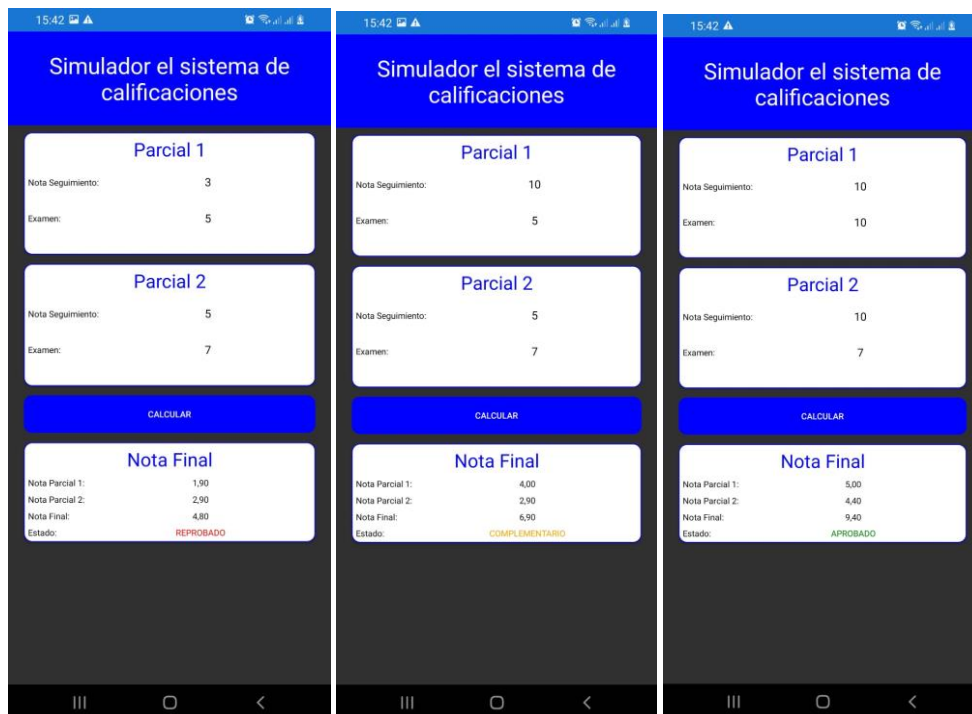 15:42
Simulador el sistema de
calificaciones
Parcial 1
Nota Seguimiento: 3
Examen: 5
Parcial 2
Nota Seguimiento: 5
Examen: 7
CALCULAR
Nota Final
Nota Parcial 1: 1,90
Nota Parcial 2: 2,90
Nota Final: 4,80
Estado: REPROBADO
15:42
Simulador el sistema de
calificaciones
Parcial 1
Nota Seguimiento: 10
Examen: 5
Parcial 2
Nota Seguimiento: 5
Examen: 7
CALCULAR
Nota Final
Nota Parcial 1: 4,00
Nota Parcial 2: 2,90
Nota Final: 6,90
Estado: COMPLEMENTARIO
15:42
Simulador el sistema de
calificaciones
Parcial 1
Nota Seguimiento: 10
Examen: 10
Parcial 2
Nota Seguimiento: 10
Examen: 7
CALCULAR
Nota Final
Nota Parcial 1: 5,00
Nota Parcial 2: 4,40
Nota Final: 9,40
Estado: APROBADO